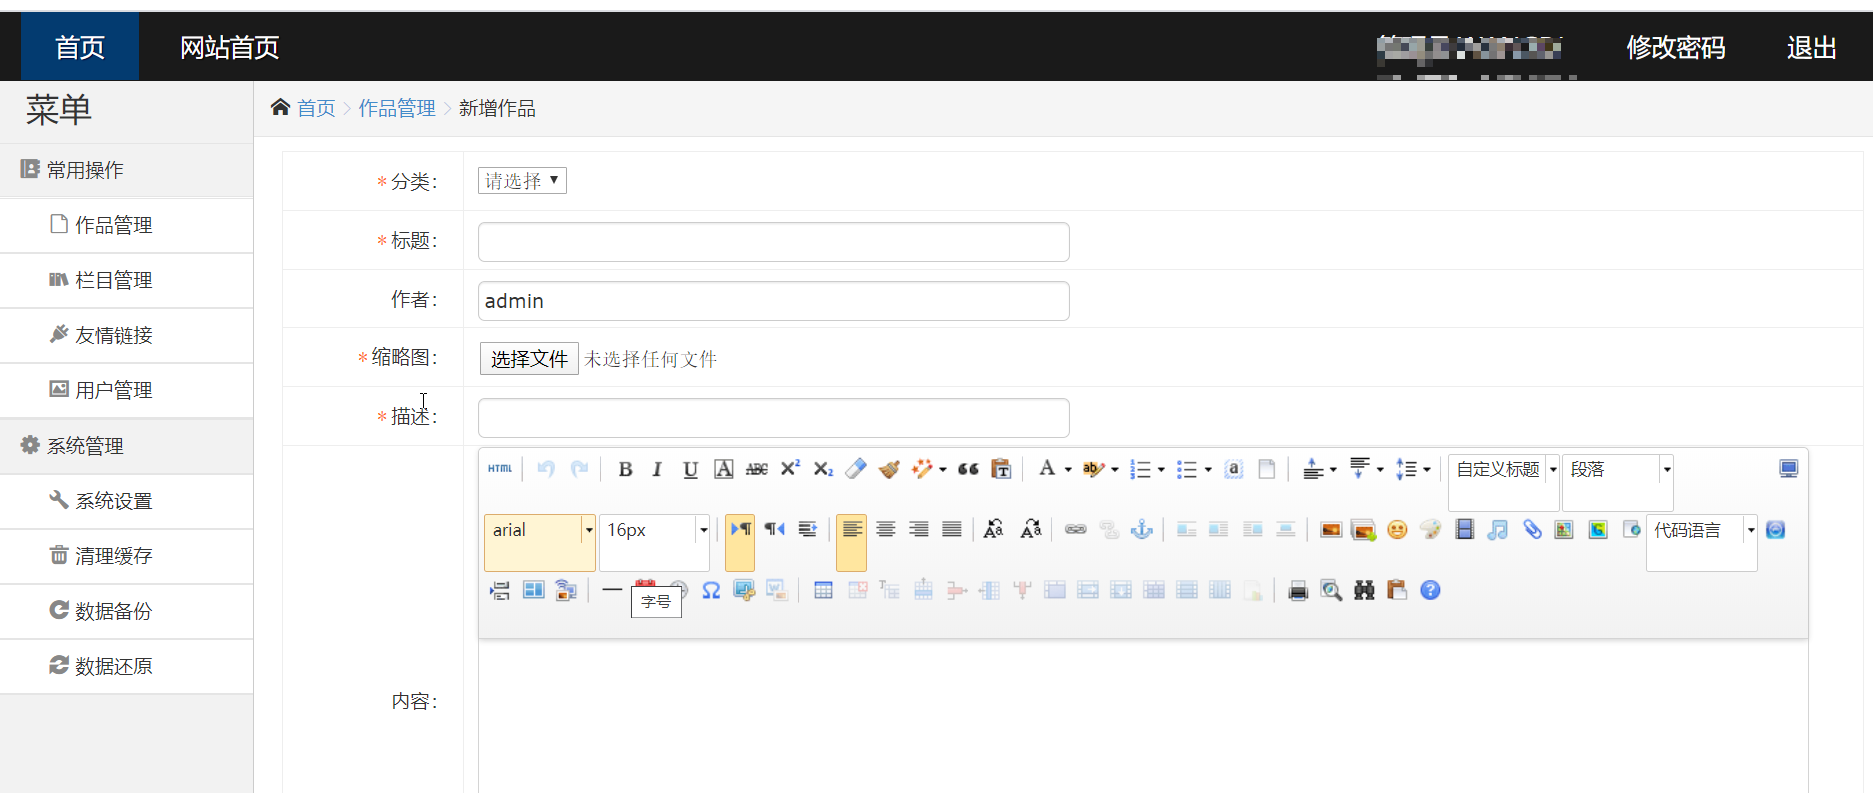 首页 网站首页 修改密码 退出
菜单
首页 作品管理 新增作品
常用操作
作品管理
栏目管理
友情链接
用户管理
系统管理
系统设置
清理缓存
数据备份
数据还原
*分类： 请选择
*标题：
作者： admin
*缩略图： 选择文件 未选择任何文件
*描述：
HTML B I U A ABC X² X₂ 自定义标题 段落
arial 16px 代码语言
字号
内容：